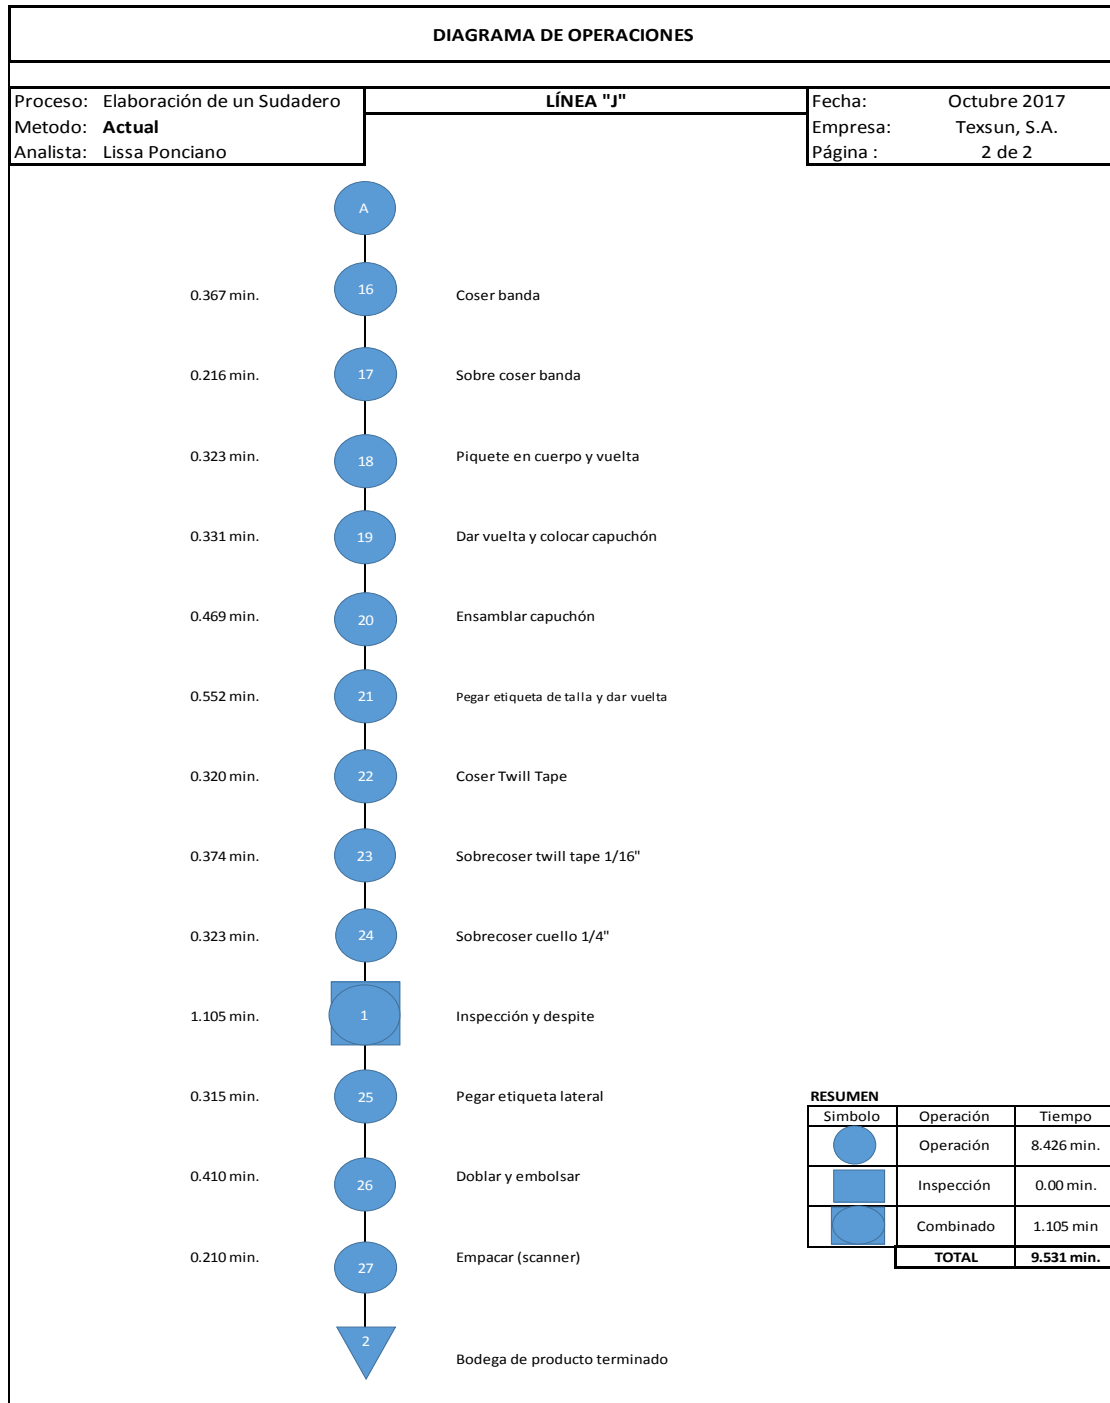 DIAGRAMA DE OPERACIONES
Proceso: Elaboración de un Sudadero
Metodo: Actual
Analista: Lissa Ponciano
LÍNEA "J"
Fecha: Octubre 2017
Empresa: Texsun, S.A.
Página : 2 de 2
A
0.367 min. 16 Coser banda
0.216 min. 17 Sobre coser banda
0.323 min. 18 Piquete en cuerpo y vuelta
0.331 min. 19 Dar vuelta y colocar capuchón
0.469 min. 20 Ensamblar capuchón
0.552 min. 21 Pegar etiqueta de talla y dar vuelta
0.320 min. 22 Coser Twill Tape
0.374 min. 23 Sobrecoser twill tape 1/16"
0.323 min. 24 Sobrecoser cuello 1/4"
1.105 min. 1 Inspección y despite
0.315 min. 25 Pegar etiqueta lateral
0.410 min. 26 Doblar y embolsar
0.210 min. 27 Empacar (scanner)
2
Bodega de producto terminado
RESUMEN
Simbolo Operación Tiempo
Operación 8.426 min.
Inspección 0.00 min.
Combinado 1.105 min
TOTAL 9.531 min.